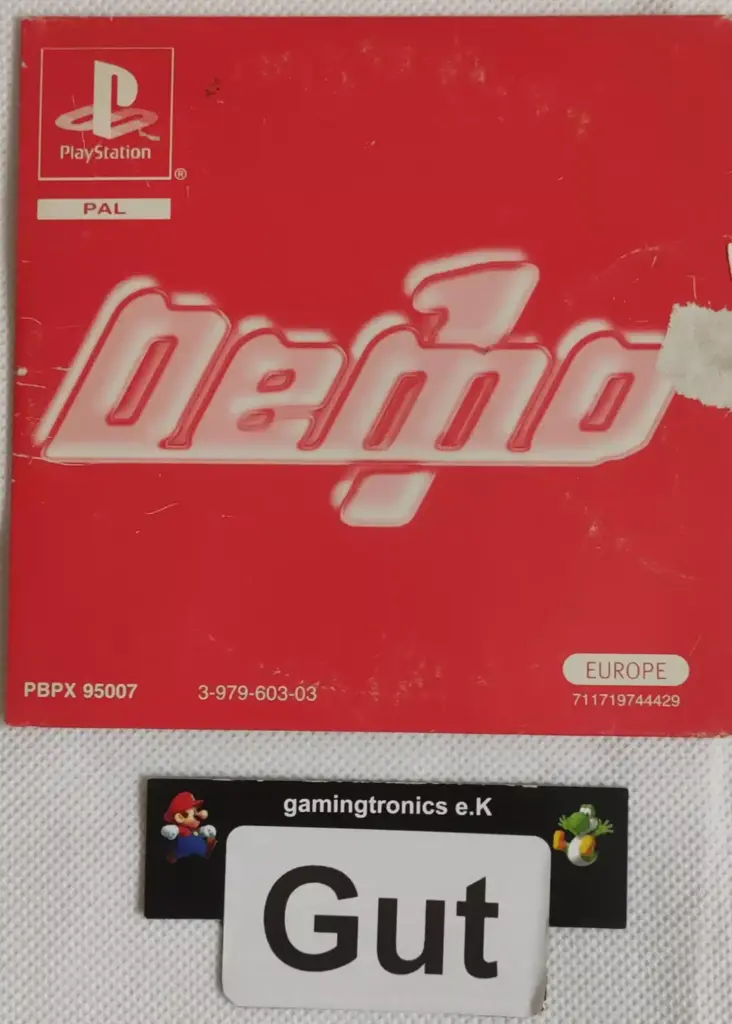 PlayStation
®
PAL
Demo
1
PBPX 95007
3-979-603-03
EUROPE
711719744429
gamingtronics e.K
Gut